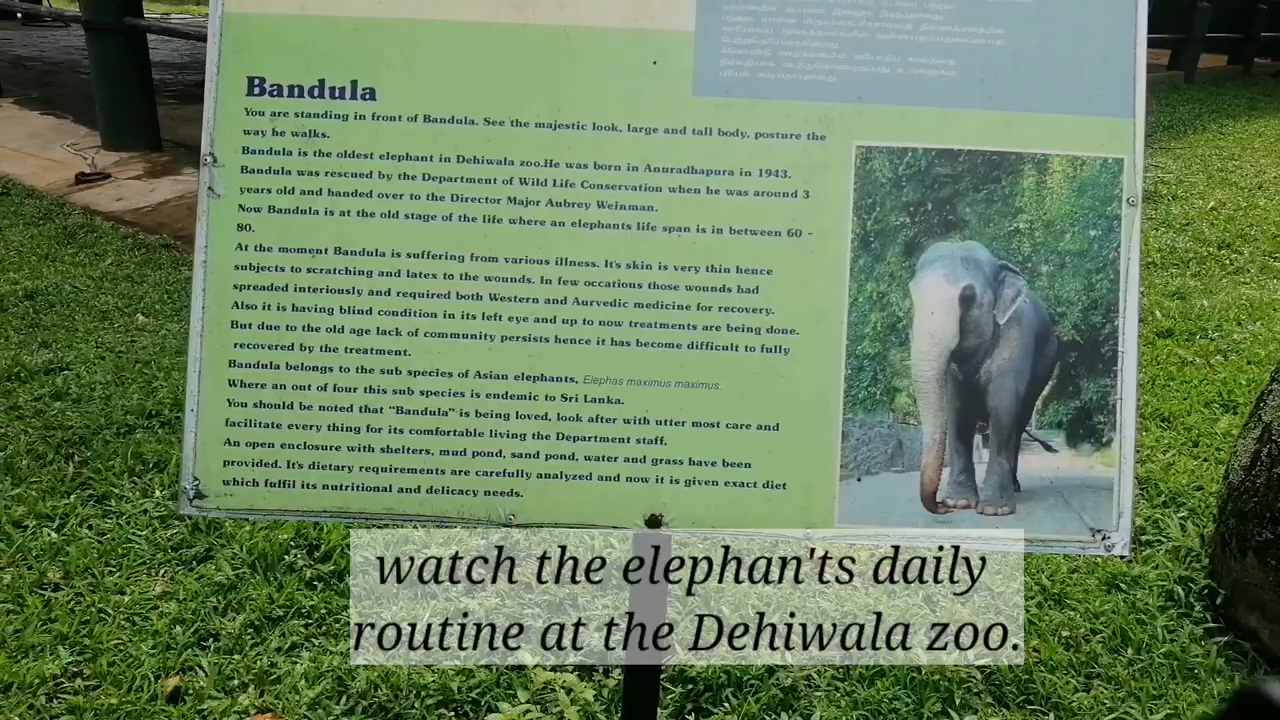 Bandula
You are standing in front of Bandula. See the majestic look, large and tall body, posture the
way he walks.
Bandula is the oldest elephant in Dehiwala zoo.He was born in Anuradhapura in 1943.
Bandula was rescued by the Department of Wild Life Conservation when he was around 3
years old and handed over to the Director Major Aubrey Weinman.
Now Bandula is at the old stage of the life where an elephants life span is in between 60 -
80.
At the moment Bandula is suffering from various illness. It's skin is very thin hence
subjects to scratching and latex to the wounds. In few occations those wounds had
spreaded interiously and required both Western and Aurvedic medicine for recovery.
Also it is having blind condition in its left eye and up to now treatments are being done.
But due to the old age lack of community persists hence it has become difficult to fully
recovered by the treatment.
Bandula belongs to the sub species of Asian elephants, Elephas maximus maximus.
Where an out of four this sub species is endemic to Sri Lanka.
You should be noted that "Bandula" is being loved, look after with utter most care and
facilitate every thing for its comfortable living the Department staff.
An open enclosure with shelters, mud pond, sand pond, water and grass have been
provided. It's dietary requirements are carefully analyzed and now it is given exact diet
which fulfil its nutritional and delicacy needs.
watch the elephan'ts daily
routine at the Dehiwala zoo.